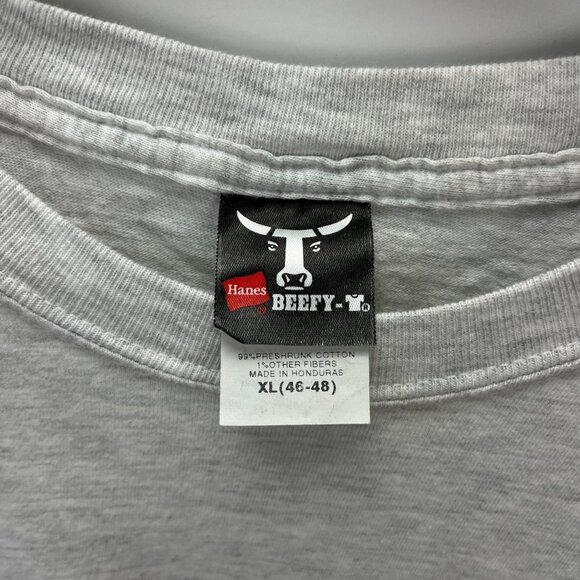 Hanes
®
BEEFY-T®
99% PRESHRUNK COTTON
1% OTHER FIBERS
MADE IN HONDURAS
XL(46-48)